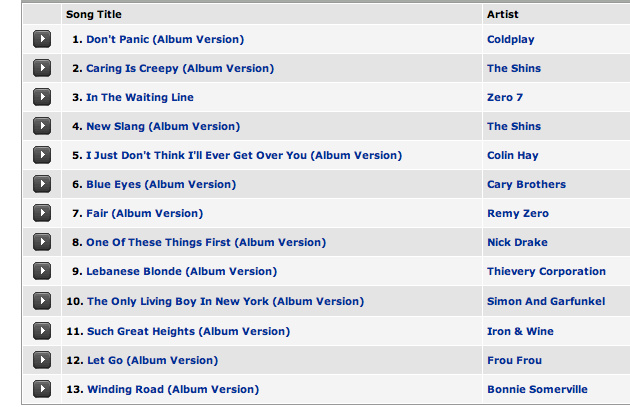 Song Title Artist
1. Don't Panic (Album Version) Coldplay
2. Caring Is Creepy (Album Version) The Shins
3. In The Waiting Line Zero 7
4. New Slang (Album Version) The Shins
5. I Just Don't Think I'll Ever Get Over You (Album Version) Colin Hay
6. Blue Eyes (Album Version) Cary Brothers
7. Fair (Album Version) Remy Zero
8. One Of These Things First (Album Version) Nick Drake
9. Lebanese Blonde (Album Version) Thievery Corporation
10. The Only Living Boy In New York (Album Version) Simon And Garfunkel
11. Such Great Heights (Album Version) Iron & Wine
12. Let Go (Album Version) Frou Frou
13. Winding Road (Album Version) Bonnie Somerville